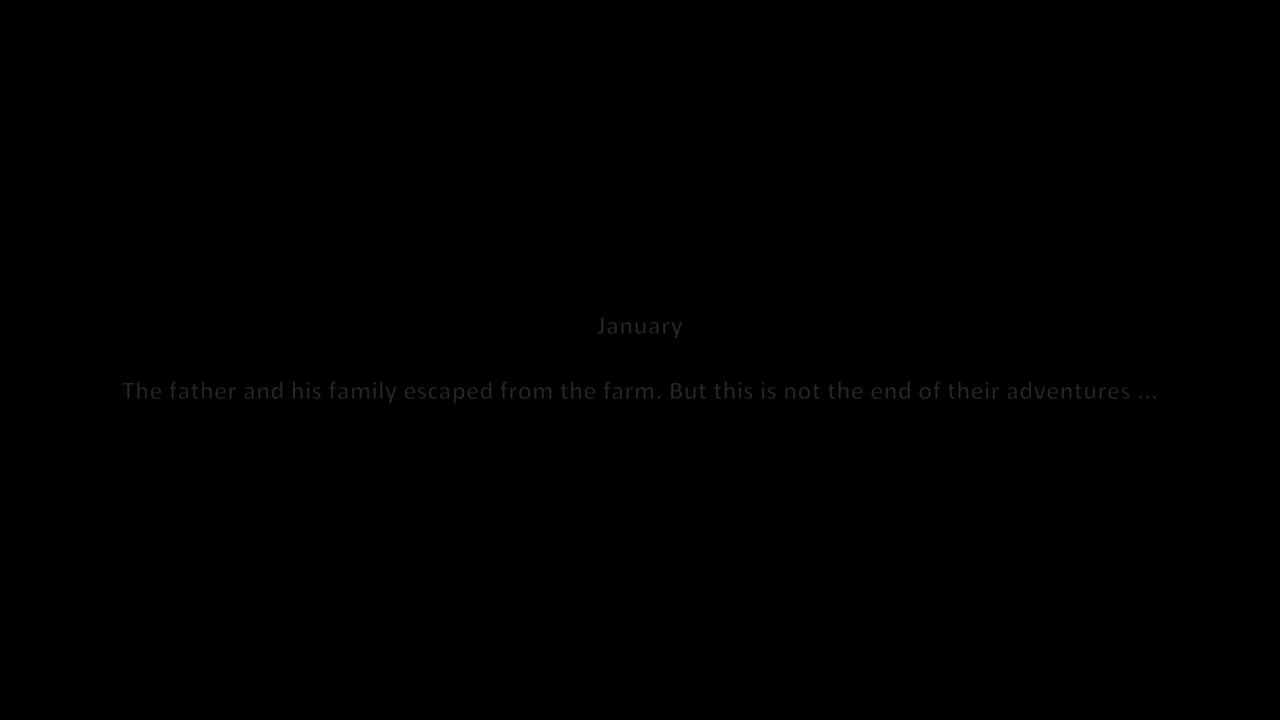 January
The father and his family escaped from the farm. But this is not the end of their adventures ...